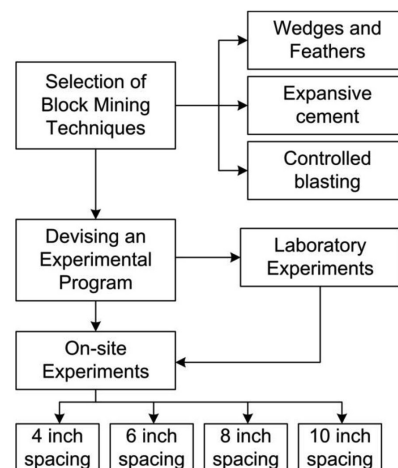 Wedges and
Feathers
Selection of
Block Mining
Techniques
Expansive
cement
Controlled
blasting
Devising an
Experimental
Program
Laboratory
Experiments
On-site
Experiments
4 inch
spacing
6 inch
spacing
8 inch
spacing
10 inch
spacing